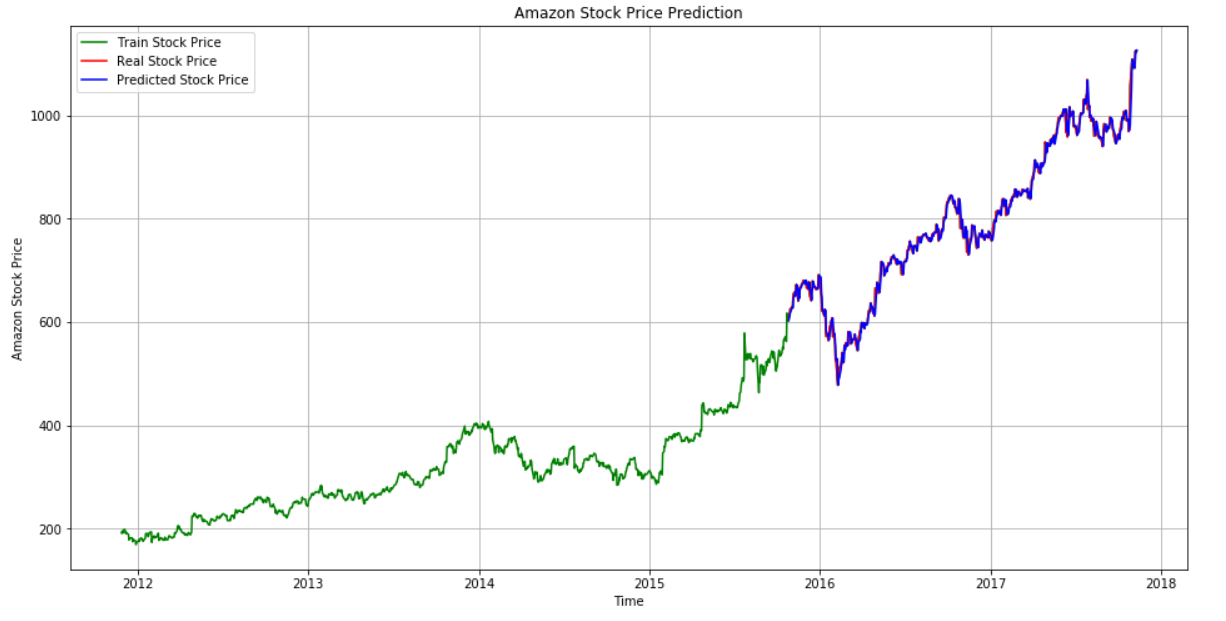 Amazon Stock Price Prediction
Train Stock Price
Real Stock Price
Predicted Stock Price
1000
800
600
400
200
Amazon Stock Price
2012 2013 2014 2015 2016 2017 2018
Time